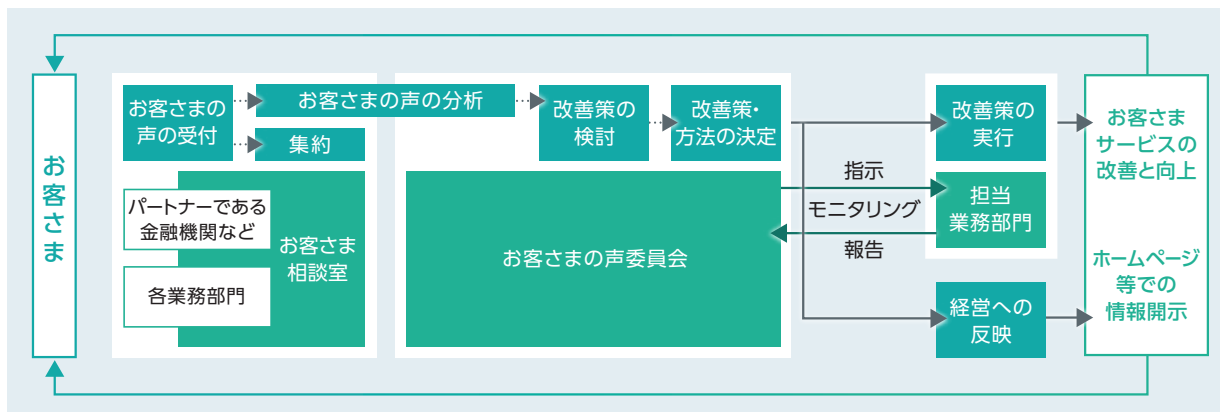 お客さま
お客さまの
声の受付
お客さまの声の分析
集約
パートナーである
金融機関など
各業務部門
お客さま
相談室
改善策の
検討
改善策・
方法の決定
お客さまの声委員会
指示
モニタリング
報告
改善策の
実行
担当
業務部門
経営への
反映
お客さま
サービスの
改善と向上
ホームページ
等での
情報開示